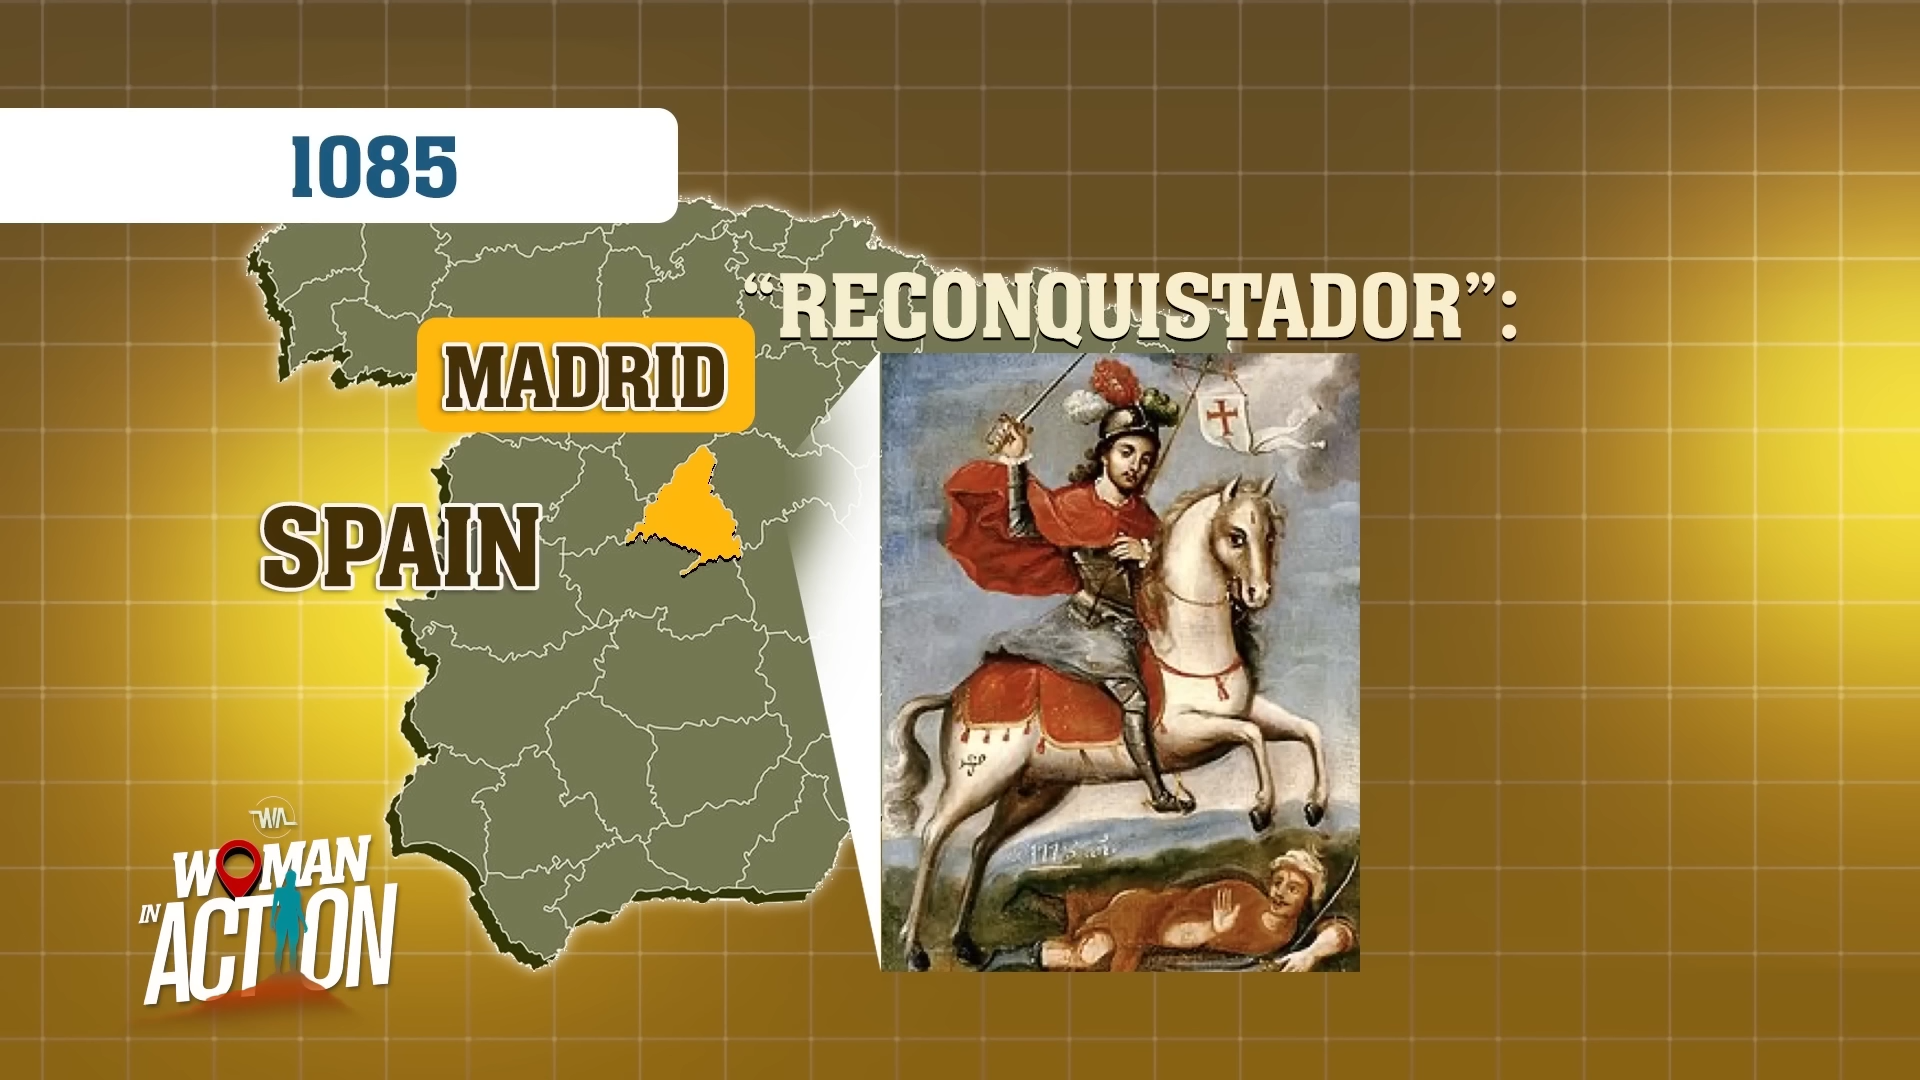 1085
"RECONQUISTADOR":
MADRID
SPAIN
WA
WOMAN
IN ACTION